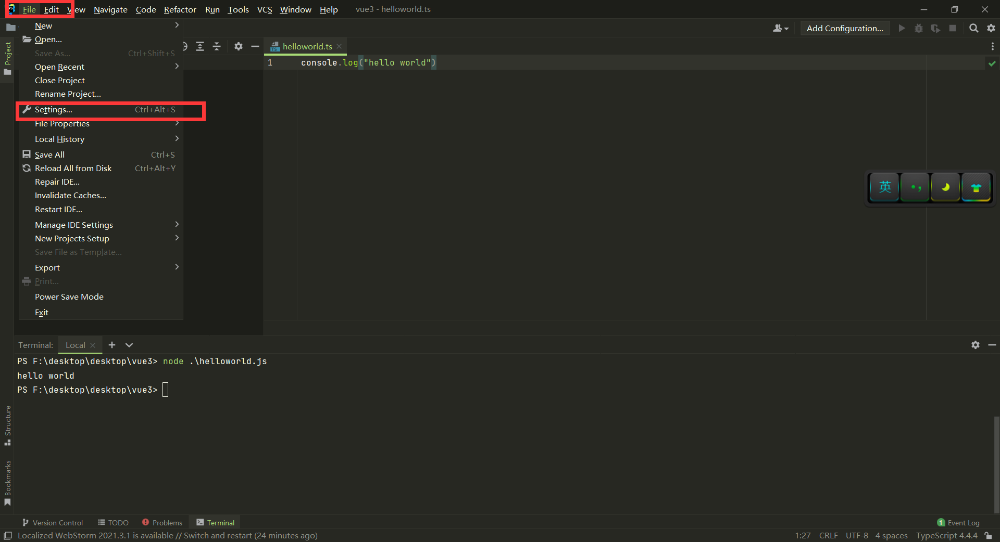 WS File Edit View Navigate Code Refactor Run Tools VCS Window Help vue3 - helloworld.ts
Add Configuration...
New
Open...
Save As... Ctrl+Shift+S
Open Recent
Close Project
Rename Project...
Settings... Ctrl+Alt+S
File Properties
Local History
Save All Ctrl+S
Reload All from Disk Ctrl+Alt+Y
Repair IDE...
Invalidate Caches...
Restart IDE...
Manage IDE Settings
New Projects Setup
Save File as Template...
Export
Print...
Power Save Mode
Exit
Project
TS helloworld.ts
1 console.log("hello world")
英
Terminal: Local
PS F:\desktop\desktop\vue3> node .\helloworld.js
hello world
PS F:\desktop\desktop\vue3>
Structure
Bookmarks
Version Control TODO Problems Terminal 1 Event Log
Localized WebStorm 2021.3.1 is available // Switch and restart (24 minutes ago) 1:27 CRLF UTF-8 4 spaces TypeScript 4.4.4